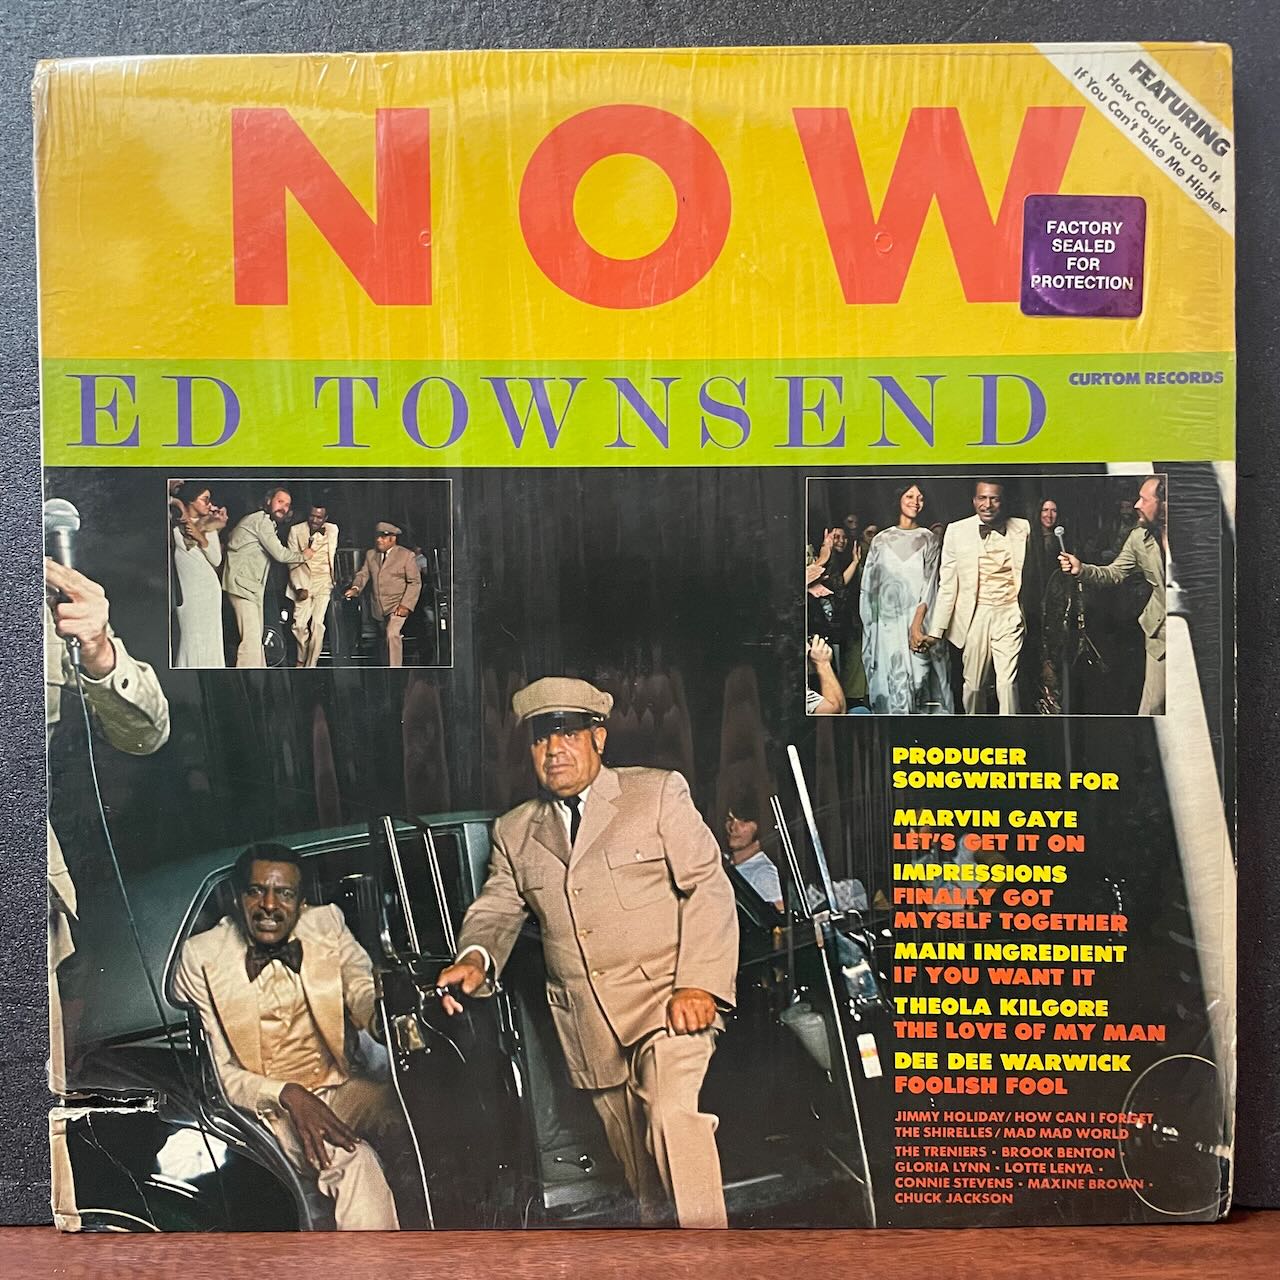 NOW
FEATURING
How Could You Do It
If You Can't Take Me Higher
FACTORY
SEALED
FOR
PROTECTION
ED TOWNSEND
CURTOM RECORDS
PRODUCER
SONGWRITER FOR
MARVIN GAYE
LET'S GET IT ON
IMPRESSIONS
FINALLY GOT
MYSELF TOGETHER
MAIN INGREDIENT
IF YOU WANT IT
THEOLA KILGORE
THE LOVE OF MY MAN
DEE DEE WARWICK
FOOLISH FOOL
JIMMY HOLIDAY/HOW CAN I FORGET
THE SHIRELLES/MAD MAD WORLD
THE TRENIERS • BROOK BENTON •
GLORIA LYNN • LOTTE LENYA •
CONNIE STEVENS • MAXINE BROWN •
CHUCK JACKSON